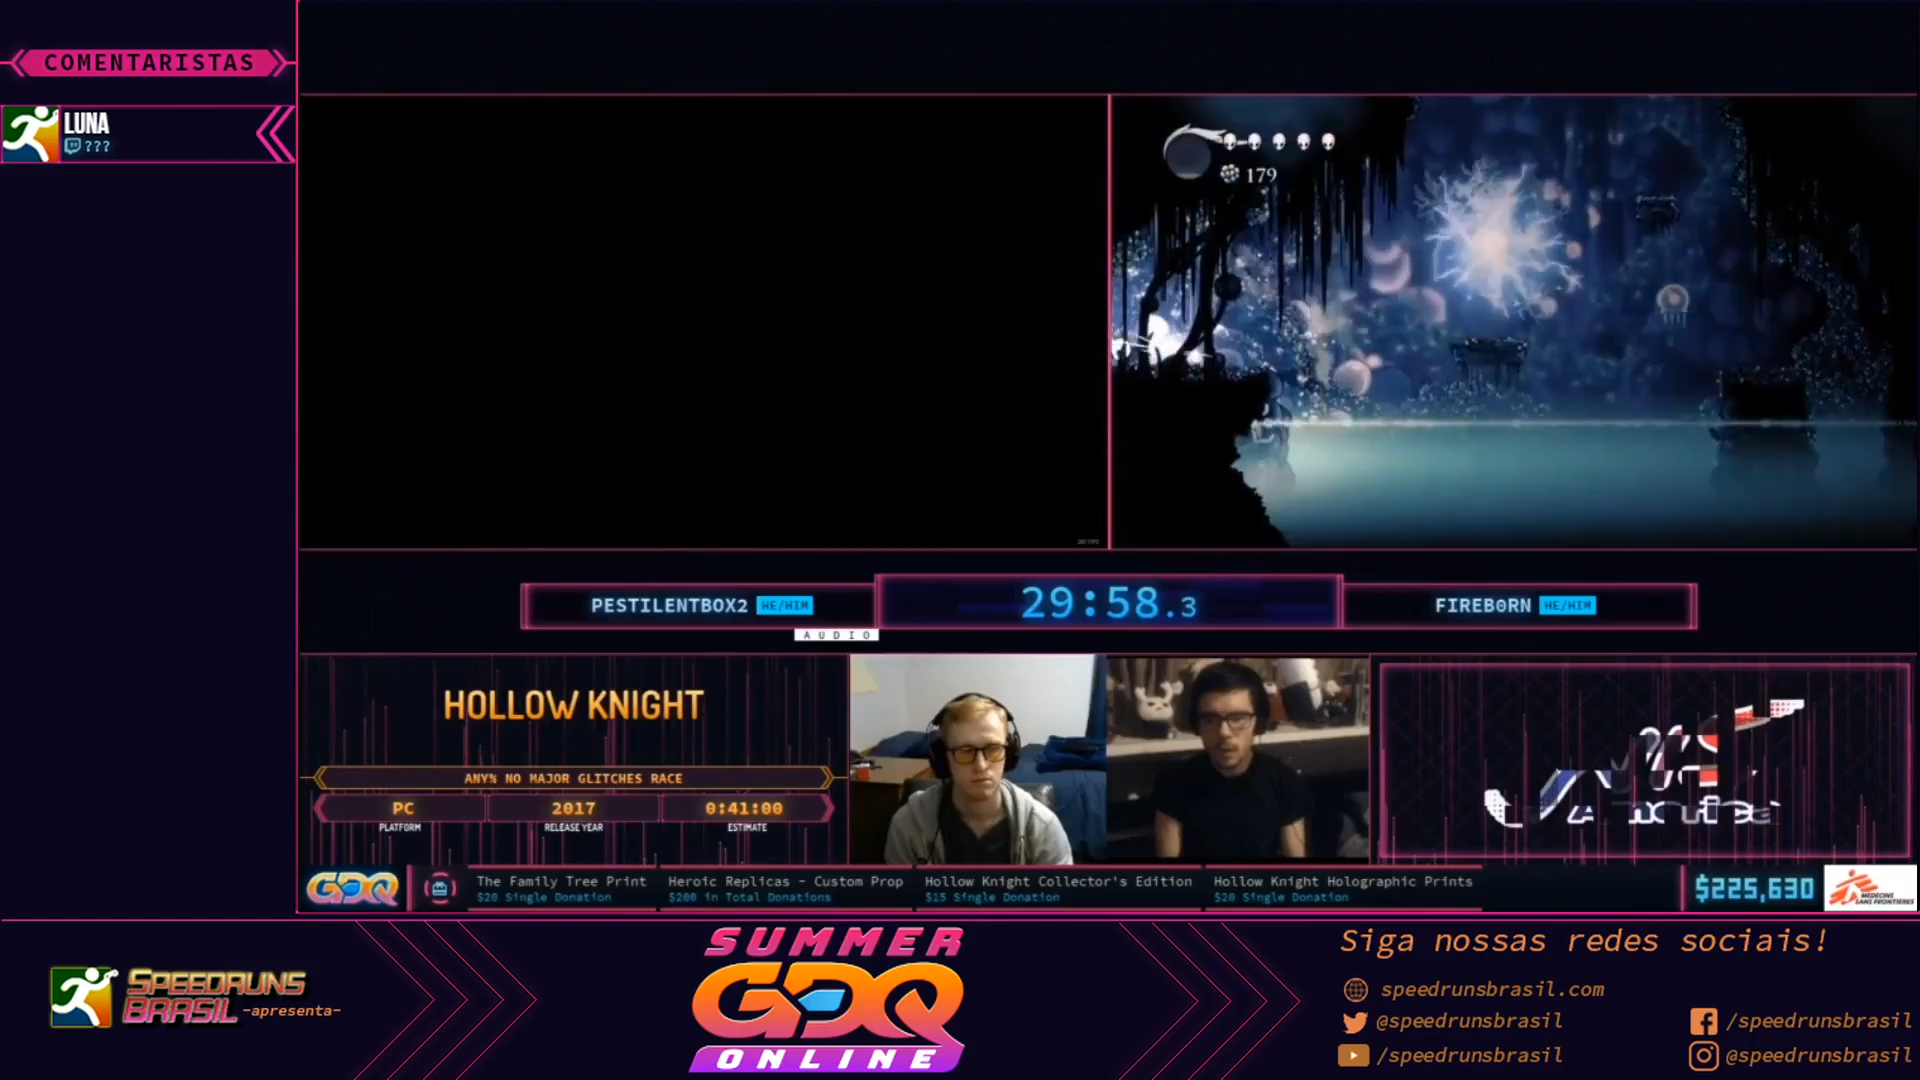 COMENTARISTAS
LUNA
???
179
PESTILENTBOX2 HE/HIM
29:58.3
FIREB0RN HE/HIM
AUDIO
HOLLOW KNIGHT
ANY% NO MAJOR GLITCHES RACE
PC
PLATFORM
2017
RELEASE YEAR
0:41:00
ESTIMATE
GDQ
The Family Tree Print
$20 Single Donation
Heroic Replicas - Custom Prop
$200 in Total Donations
Hollow Knight Collector's Edition
$15 Single Donation
Hollow Knight Holographic Prints
$20 Single Donation
$225,630
MEDECINS
SANS FRONTIERES
SPEEDRUNS
BRASIL -apresenta-
SUMMER
GDQ
ONLINE
Siga nossas redes sociais!
speedrunsbrasil.com
@speedrunsbrasil
/speedrunsbrasil
/speedrunsbrasil
@speedrunsbrasil